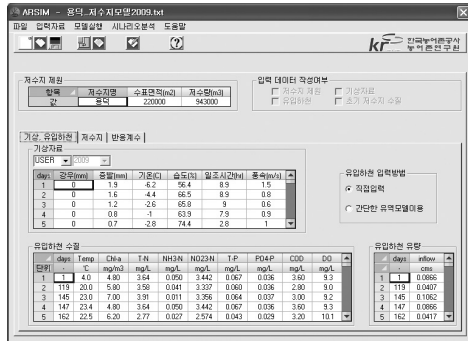 ARSIM - 용덕_저수지모델2009.txt
파일 입력자료 모델실행 시나리오분석 도움말
kr 한국농어촌공사
농어촌연구원
저수지 제원
항목 저수지명 수표면적(m2) 저수량(m3)
값 용덕 220000 943000
입력 데이터 작성여부
저수지 제원 기상자료
유입하천 초기 저수지 수질
기상, 유입하천 저수지 반응계수
기상자료
USER 2009
days 강우(mm) 증발(mm) 기온(C) 습도(%) 일조시간(hr) 풍속(m/s)
1 0 1.9 -6.2 56.4 8.9 1.5
2 0 1.6 -4.4 66.5 8.9 0.8
3 0 1.2 -2.6 65.8 9 0.6
4 0 0.8 -1 63.9 7.9 0.9
5 0 0.7 -2.8 74.4 2.8 1
유입하천 입력방법
직접입력
간단한 유역모델이용
유입하천 수질
days Temp Chl-a T-N NH3-N NO23-N T-P PO4-P COD DO
단위 - ℃ mg/m3 mg/L mg/L mg/L mg/L mg/L mg/L mg/L
1 1 4.0 4.80 3.64 0.050 3.442 0.067 0.036 3.60 9.3
2 119 20.0 5.80 3.58 0.041 3.337 0.060 0.036 2.80 9.0
3 145 23.0 7.00 3.91 0.011 3.356 0.064 0.037 3.00 9.2
4 147 23.4 4.80 3.64 0.050 3.442 0.067 0.036 3.60 9.3
5 162 22.5 6.20 2.77 0.027 2.574 0.043 0.029 3.20 10.1
유입하천 유량
days inflow
- cms
1 1 0.0866
2 119 0.0407
3 145 0.1062
4 147 0.0866
5 162 0.0417